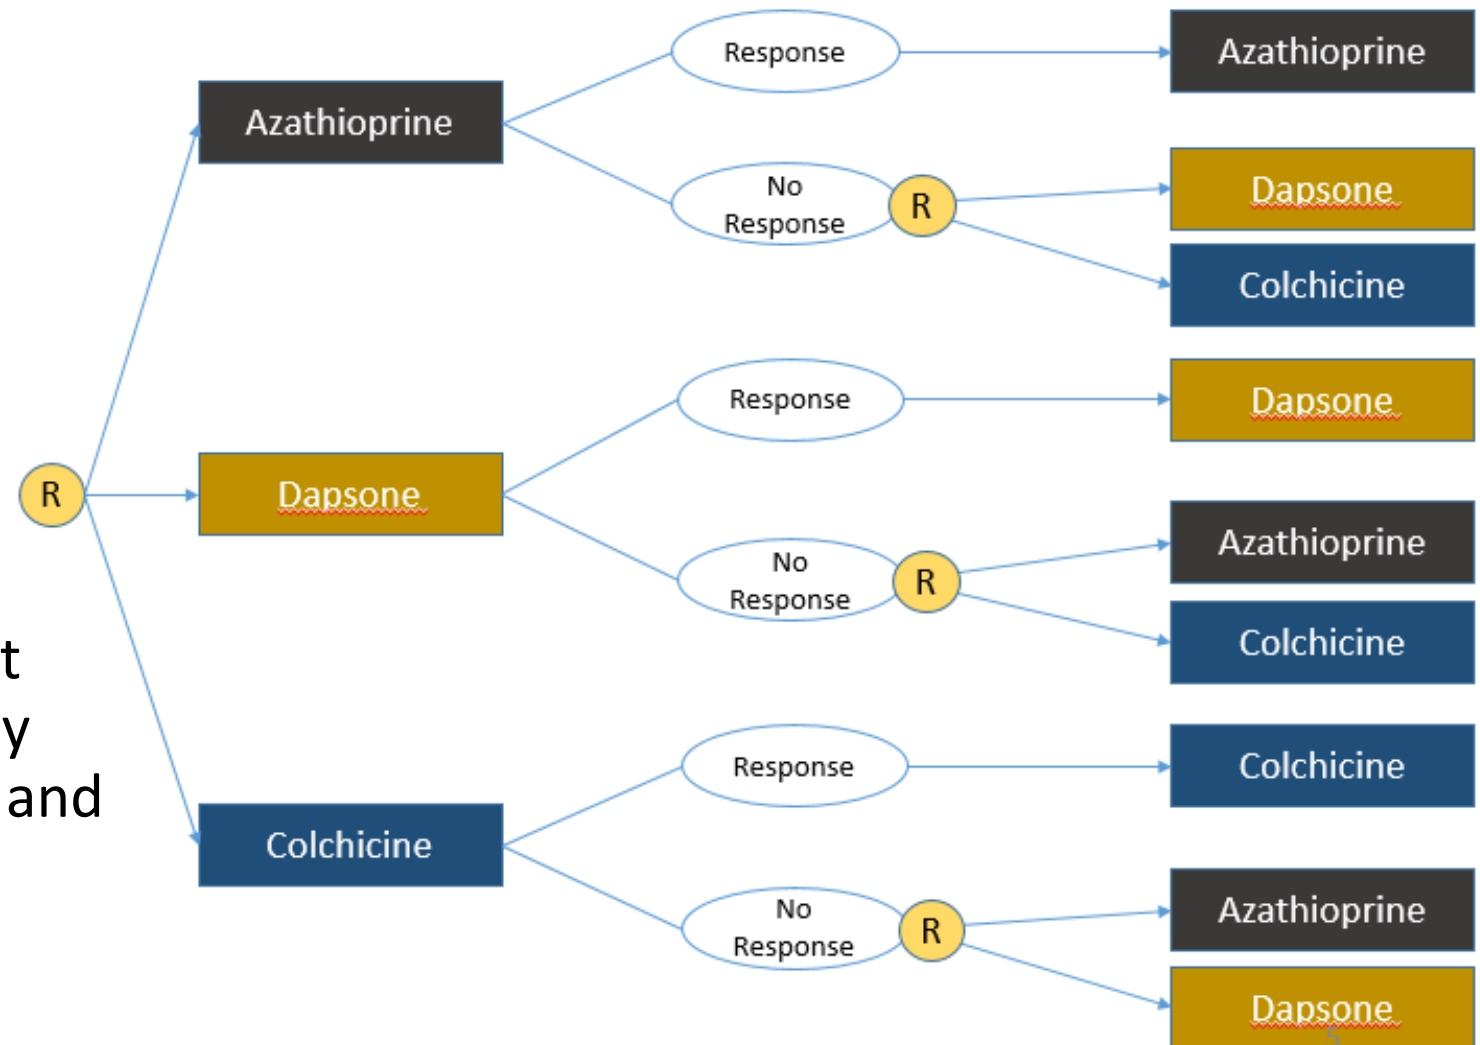 Response
Azathioprine
Azathioprine
No
Response
R
Dapsone
Colchicine
Response
Dapsone
R
Dapsone
No
Response
R
Azathioprine
Colchicine
t
y
and
Response
Colchicine
Colchicine
No
Response
R
Azathioprine
Dapsone
5